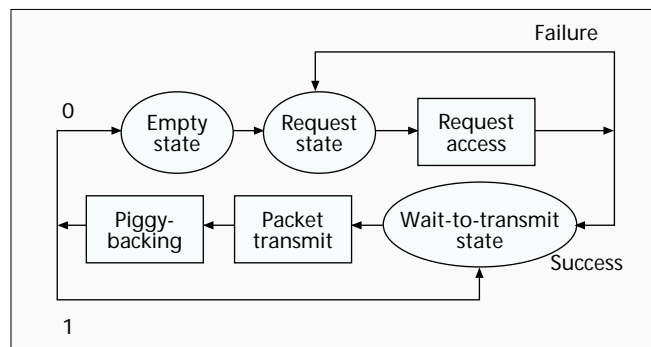 Failure
0
Empty
state
Request
state
Request
access
Piggy-
backing
Packet
transmit
Wait-to-transmit
state
Success
1